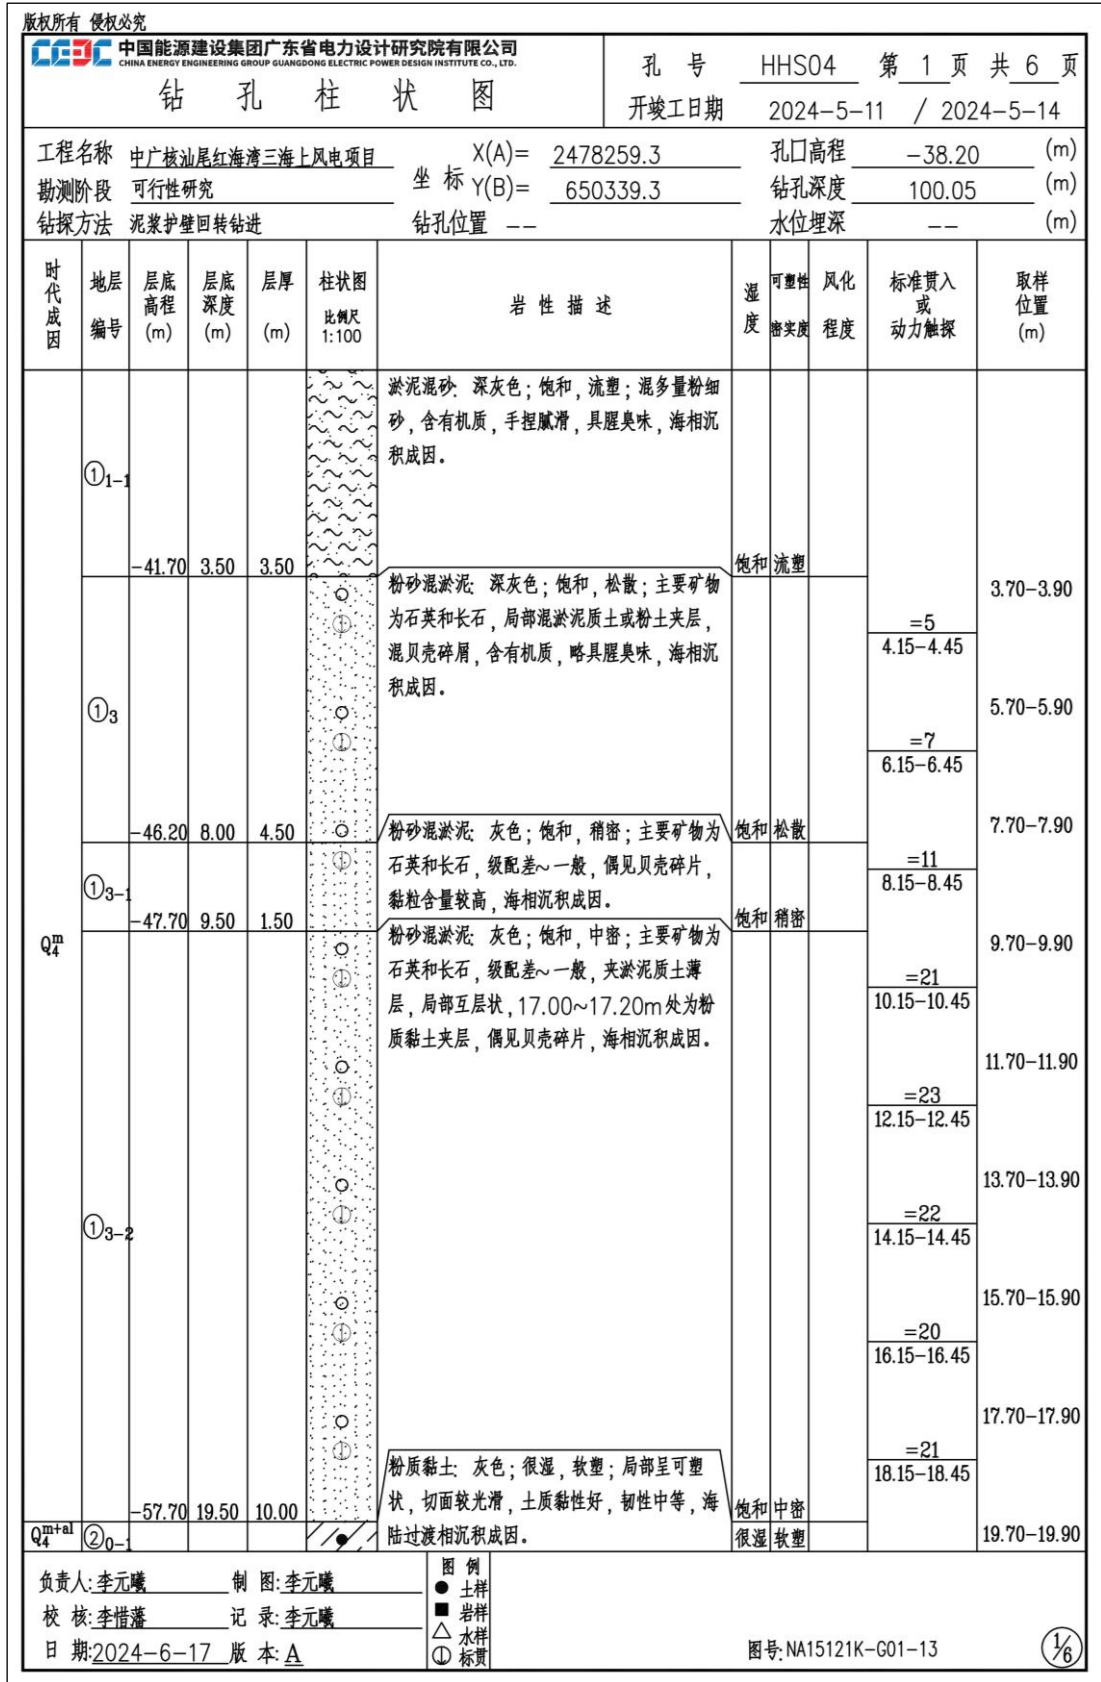 版权所有 侵权必究
CEEC 中国能源建设集团广东省电力设计研究院有限公司
CHINA ENERGY ENGINEERING GROUP GUANGDONG ELECTRIC POWER DESIGN INSTITUTE CO., LTD.
钻 孔 柱 状 图
孔 号 HHS04 第 1 页 共 6 页
开竣工日期 2024-5-11 / 2024-5-14
工程名称 中广核汕尾红海湾三海上风电项目 坐标 X(A)= 2478259.3 孔口高程 -38.20 (m)
勘测阶段 可行性研究 Y(B)= 650339.3 钻孔深度 100.05 (m)
钻探方法 泥浆护壁回转钻进 钻孔位置 -- 水位埋深 -- (m)
时代成因 地层编号 层底高程(m) 层底深度(m) 层厚(m) 柱状图 比例尺 1:100 岩性描述 湿度 可塑性 密实度 风化程度 标准贯入或动力触探 取样位置(m)
淤泥混砂: 深灰色;饱和,流塑;混多量粉细
砂,含有机质,手捏腻滑,具腥臭味,海相沉
积成因。
①1-1
-41.70 3.50 3.50 饱和 流塑
粉砂混淤泥: 深灰色;饱和,松散;主要矿物
为石英和长石,局部混淤泥质土或粉土夹层,
混贝壳碎屑,含有机质,略具腥臭味,海相沉
积成因。
3.70-3.90
=5
4.15-4.45
①3
5.70-5.90
=7
6.15-6.45
-46.20 8.00 4.50 饱和 松散
7.70-7.90
粉砂混淤泥: 灰色;饱和,稍密;主要矿物为
石英和长石,级配差~一般,偶见贝壳碎片,
黏粒含量较高,海相沉积成因。
=11
8.15-8.45
①3-1
-47.70 9.50 1.50 饱和 稍密
Q4m
粉砂混淤泥: 灰色;饱和,中密;主要矿物为
石英和长石,级配差~一般,夹淤泥质土薄
层,局部互层状,17.00~17.20m处为粉
质黏土夹层,偶见贝壳碎片,海相沉积成因。
9.70-9.90
=21
10.15-10.45
11.70-11.90
=23
12.15-12.45
13.70-13.90
①3-2
=22
14.15-14.45
15.70-15.90
=20
16.15-16.45
17.70-17.90
=21
18.15-18.45
-57.70 19.50 10.00 饱和 中密
粉质黏土: 灰色;很湿,软塑;局部呈可塑
状,切面较光滑,土质黏性好,韧性中等,海
陆过渡相沉积成因。
Q4m+al ②0-1 很湿 软塑 19.70-19.90
负责人:李元曦 制 图:李元曦
校 核:李惜藩 记 录:李元曦
日 期:2024-6-17 版 本:A
图 例
● 土样
■ 岩样
△ 水样
标贯
图号:NA15121K-G01-13
1/6